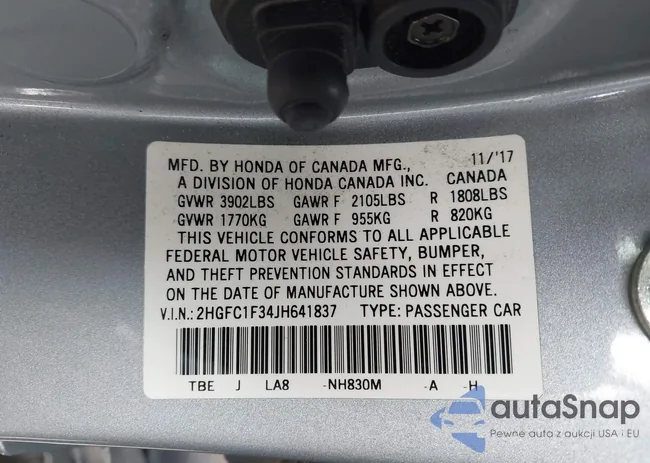 MFD. BY HONDA OF CANADA MFG., 11/'17
A DIVISION OF HONDA CANADA INC. CANADA
GVWR 3902LBS GAWR F 2105LBS R 1808LBS
GVWR 1770KG GAWR F 955KG R 820KG
THIS VEHICLE CONFORMS TO ALL APPLICABLE
FEDERAL MOTOR VEHICLE SAFETY, BUMPER,
AND THEFT PREVENTION STANDARDS IN EFFECT
ON THE DATE OF MANUFACTURE SHOWN ABOVE.
V.I.N.: 2HGFC1F34JH641837 TYPE: PASSENGER CAR
TBE J LA8 -NH830M -A -H
autaSnap
Pewne auta z aukcji USA i EU